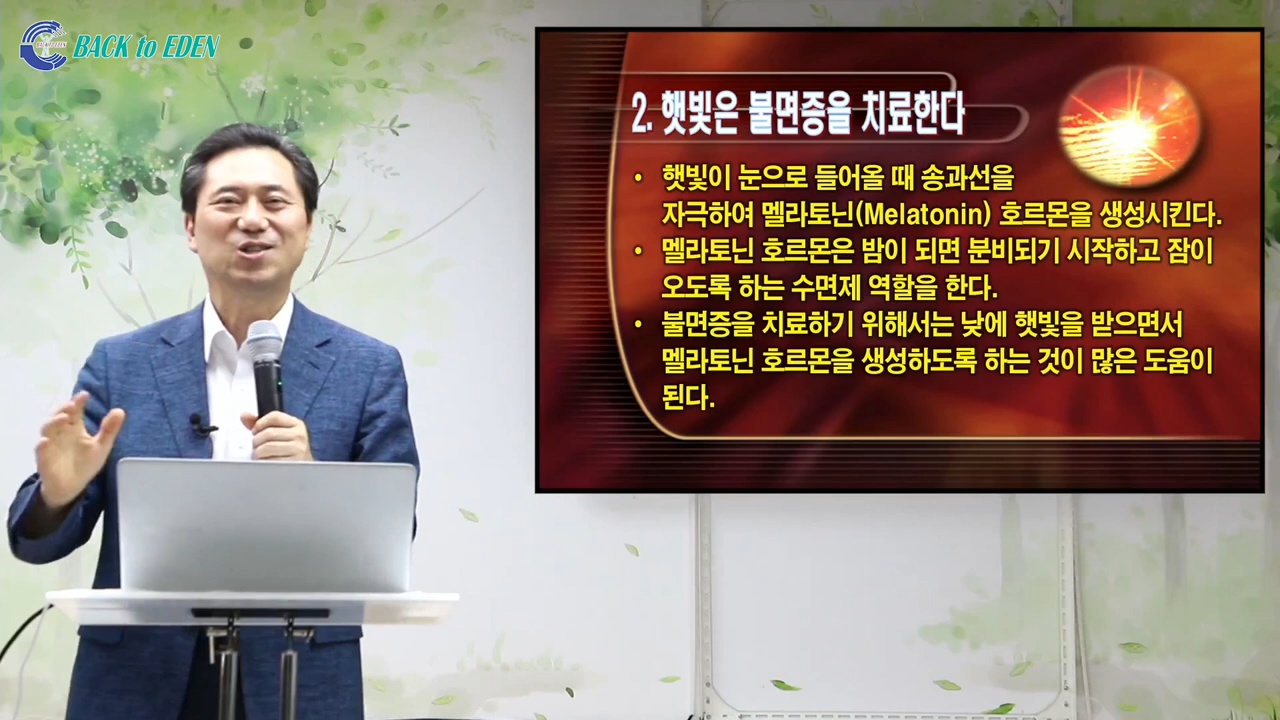 BACK to EDEN
2. 햇빛은 불면증을 치료한다
• 햇빛이 눈으로 들어올 때 송과선을
자극하여 멜라토닌(Melatonin) 호르몬을 생성시킨다.
• 멜라토닌 호르몬은 밤이 되면 분비되기 시작하고 잠이
오도록 하는 수면제 역할을 한다.
• 불면증을 치료하기 위해서는 낮에 햇빛을 받으면서
멜라토닌 호르몬을 생성하도록 하는 것이 많은 도움이
된다.